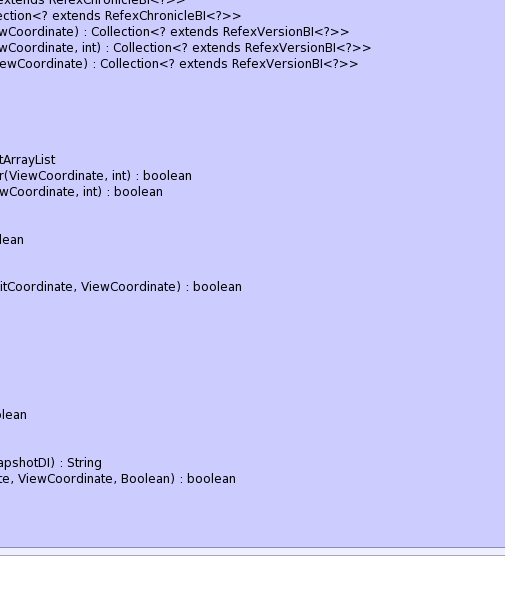 extends RefexChronicleBI<?>>
ection<? extends RefexChronicleBI<?>>
wCoordinate) : Collection<? extends RefexVersionBI<?>>
wCoordinate, int) : Collection<? extends RefexVersionBI<?>>
ewCoordinate) : Collection<? extends RefexVersionBI<?>>
tArrayList
r(ViewCoordinate, int) : boolean
wCoordinate, int) : boolean
lean
itCoordinate, ViewCoordinate) : boolean
olean
apshotDI) : String
te, ViewCoordinate, Boolean) : boolean